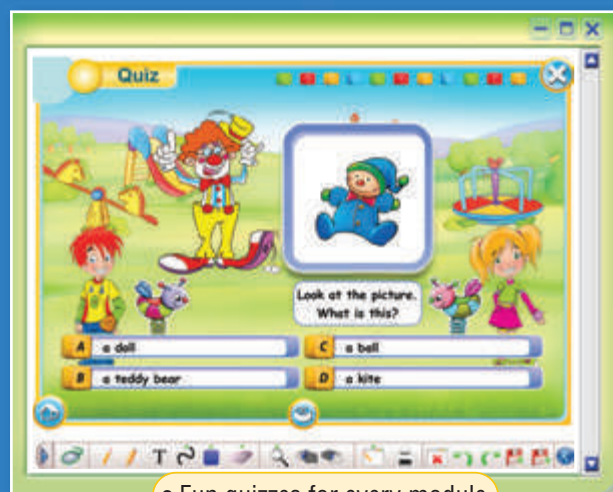 Quiz
Look at the picture.
What is this?
A a doll
C a ball
B a teddy bear
D a kite
T
• Fun quizzes for every module